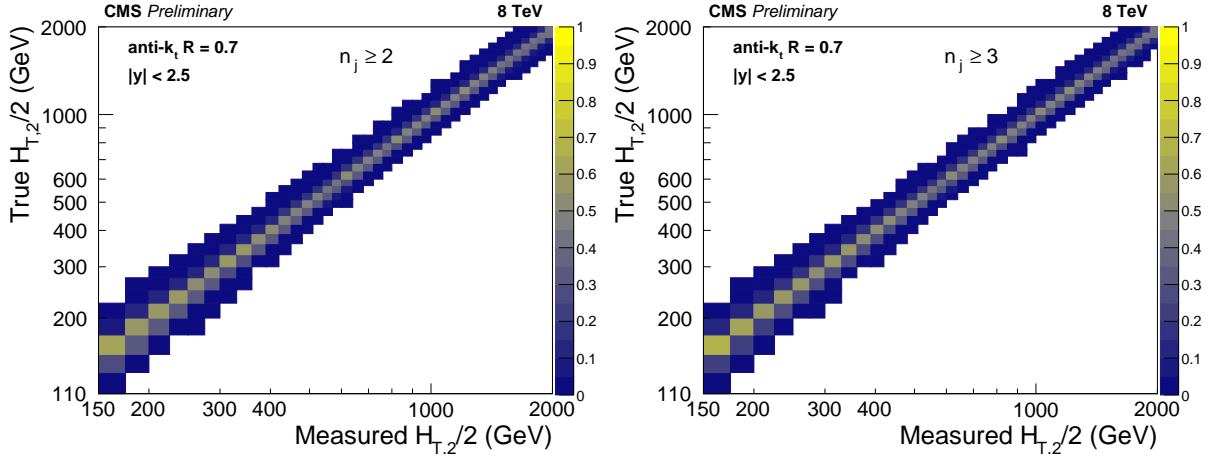 CMS Preliminary 8 TeV
anti-kt R = 0.7
|y| < 2.5
nj ≥ 2
True HT,2/2 (GeV)
2000
1000
600
500
400
300
200
110
150 200 300 400 1000 2000
Measured HT,2/2 (GeV)
1
0.9
0.8
0.7
0.6
0.5
0.4
0.3
0.2
0.1
0
CMS Preliminary 8 TeV
anti-kt R = 0.7
|y| < 2.5
nj ≥ 3
True HT,2/2 (GeV)
2000
1000
600
500
400
300
200
110
150 200 300 400 1000 2000
Measured HT,2/2 (GeV)
1
0.9
0.8
0.7
0.6
0.5
0.4
0.3
0.2
0.1
0